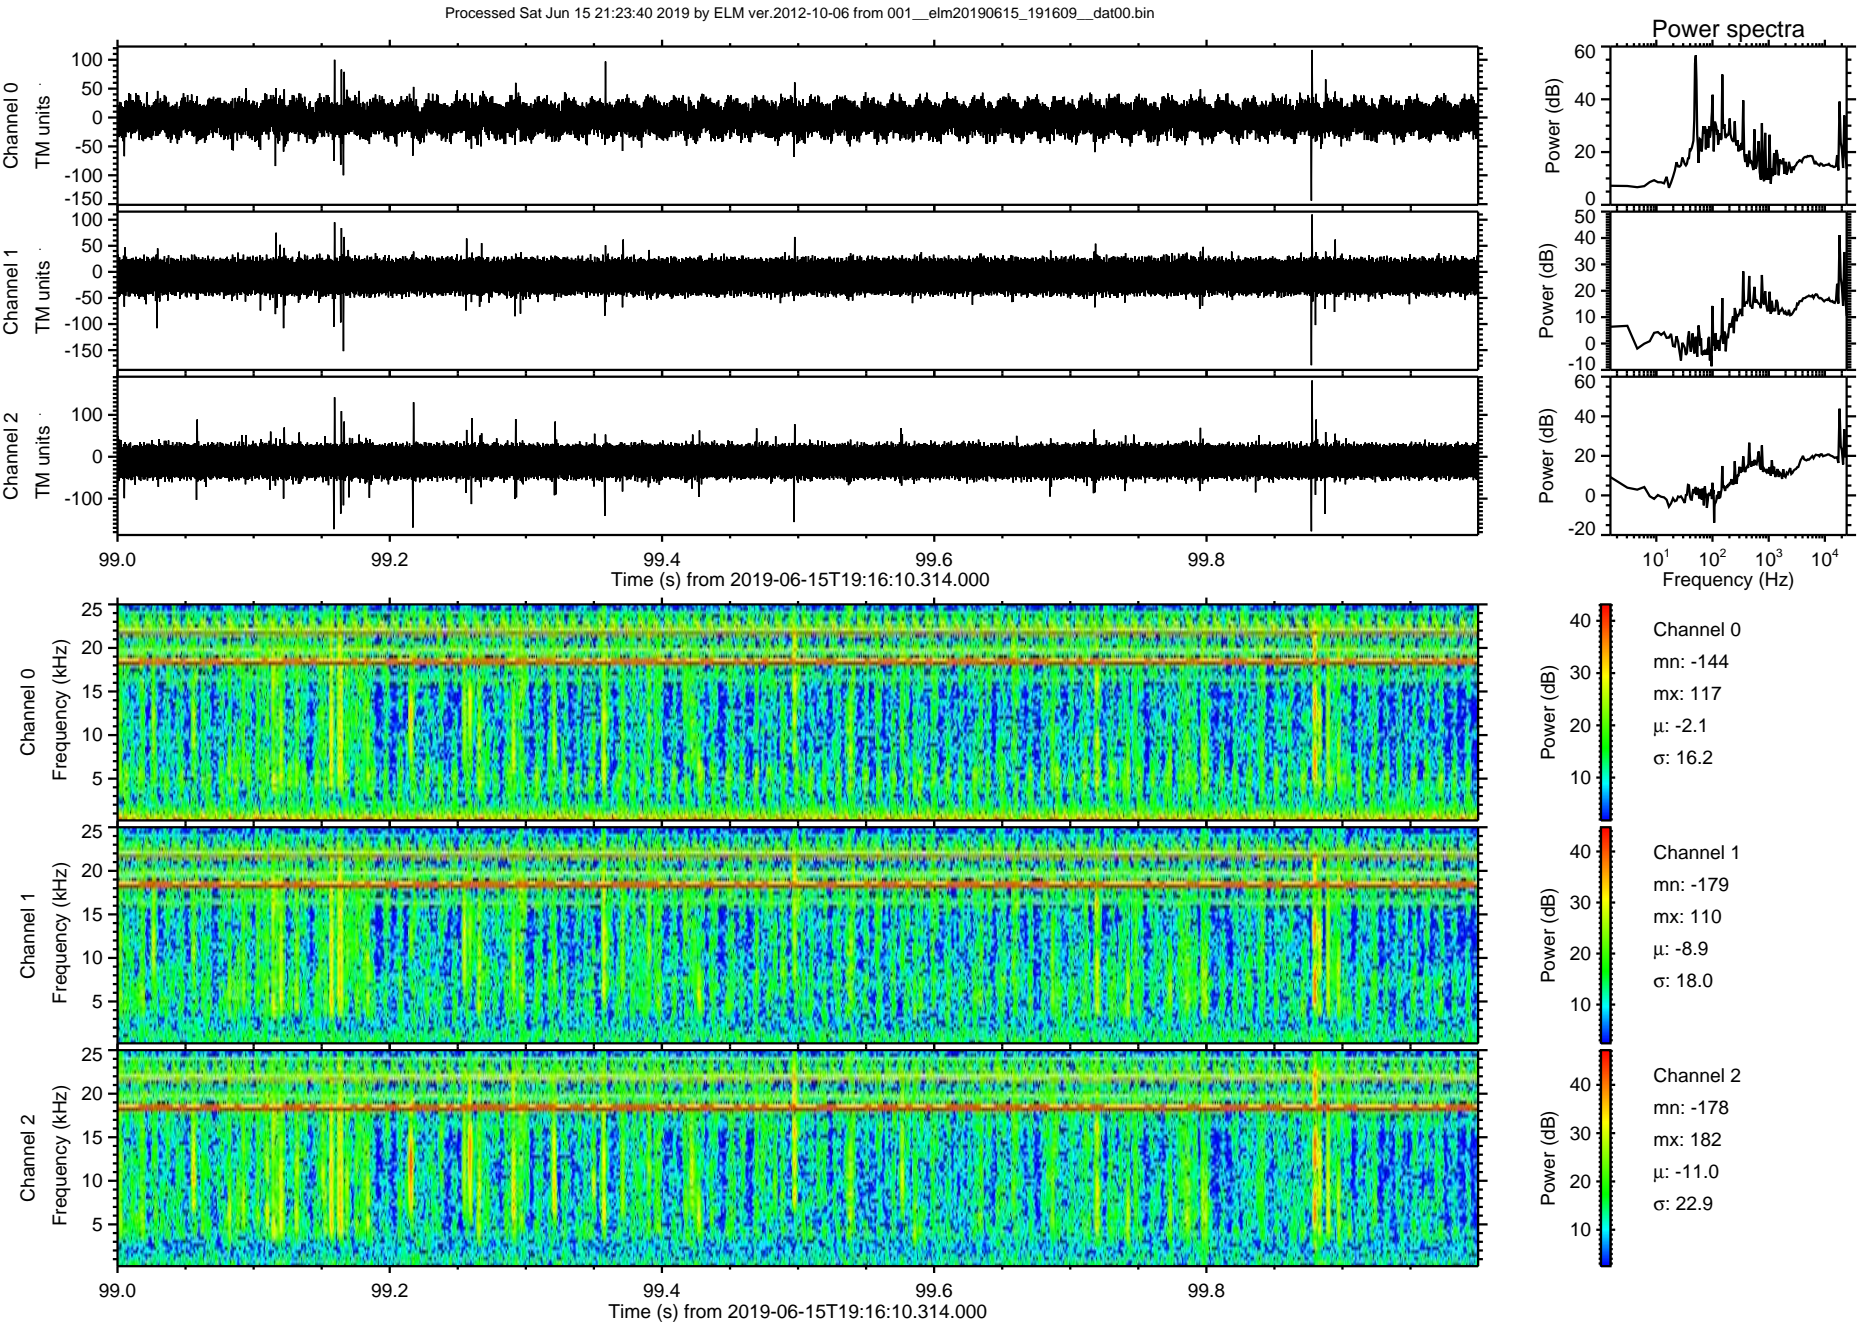 Processed Sat Jun 15 21:23:40 2019 by ELM ver.2012-10-06 from 001__elm20190615_191609__dat00.bin
Power spectra
Channel 0
TM units
100
50
0
-50
-100
-150
Power (dB)
60
40
20
0
Channel 1
TM units
100
50
0
-50
-100
-150
Power (dB)
50
40
30
20
10
0
-10
Channel 2
TM units
100
0
-100
Power (dB)
60
40
20
0
-20
99.0 99.2 99.4 99.6 99.8
Time (s) from 2019-06-15T19:16:10.314.000
10^1 10^2 10^3 10^4
Frequency (Hz)
Channel 0
Frequency (kHz)
25
20
15
10
5
Power (dB)
40
30
20
10
Channel 0
mn: -144
mx: 117
μ: -2.1
σ: 16.2
Channel 1
Frequency (kHz)
25
20
15
10
5
Power (dB)
40
30
20
10
Channel 1
mn: -179
mx: 110
μ: -8.9
σ: 18.0
Channel 2
Frequency (kHz)
25
20
15
10
5
Power (dB)
40
30
20
10
Channel 2
mn: -178
mx: 182
μ: -11.0
σ: 22.9
99.0 99.2 99.4 99.6 99.8
Time (s) from 2019-06-15T19:16:10.314.000